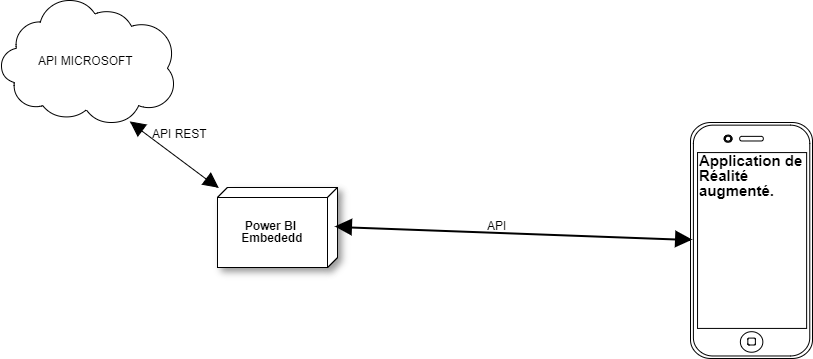 API MICROSOFT
API REST
Power BI
Embededd
API
Application de
Réalité
augmenté.